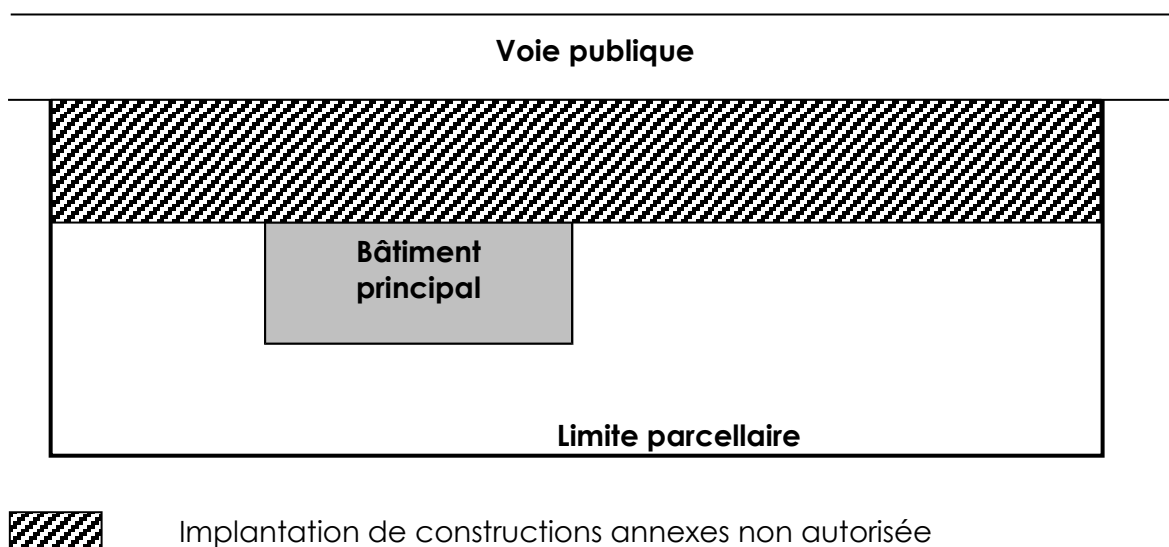 Voie publique
Bâtiment
principal
Limite parcellaire
Implantation de constructions annexes non autorisée